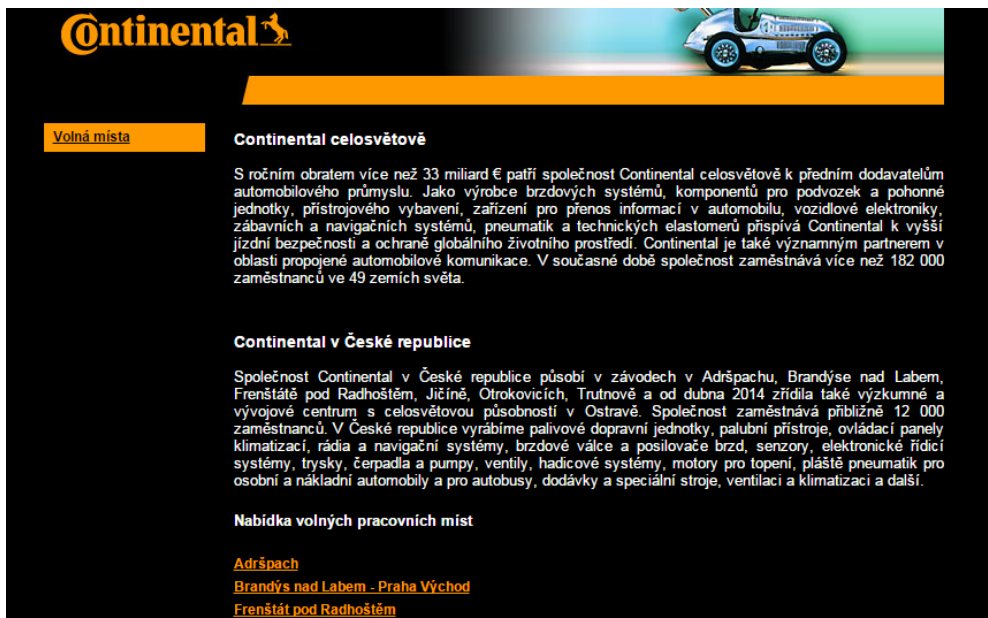 Continental
Volná místa
Continental celosvětově
S ročním obratem více než 33 miliard € patří společnost Continental celosvětově k předním dodavatelům
automobilového průmyslu. Jako výrobce brzdových systémů, komponentů pro podvozek a pohonné
jednotky, přístrojového vybavení, zařízení pro přenos informací v automobilu, vozidlové elektroniky,
zábavních a navigačních systémů, pneumatik a technických elastomerů přispívá Continental k vyšší
jízdní bezpečnosti a ochraně globálního životního prostředí. Continental je také významným partnerem v
oblasti propojené automobilové komunikace. V současné době společnost zaměstnává více než 182 000
zaměstnanců ve 49 zemích světa.
Continental v České republice
Společnost Continental v České republice působí v závodech v Adršpachu, Brandýse nad Labem,
Frenštátě pod Radhoštěm, Jičíně, Otrokovicích, Trutnově a od dubna 2014 zřídila také výzkumné a
vývojové centrum s celosvětovou působností v Ostravě. Společnost zaměstnává přibližně 12 000
zaměstnanců. V České republice vyrábíme palivové dopravní jednotky, palubní přístroje, ovládací panely
klimatizací, rádia a navigační systémy, brzdové válce a posilovače brzd, senzory, elektronické řídicí
systémy, trysky, čerpadla a pumpy, ventily, hadicové systémy, motory pro topení, pláště pneumatik pro
osobní a nákladní automobily a pro autobusy, dodávky a speciální stroje, ventilaci a klimatizaci a další.
Nabídka volných pracovních míst
Adršpach
Brandýs nad Labem - Praha Východ
Frenštát pod Radhoštěm